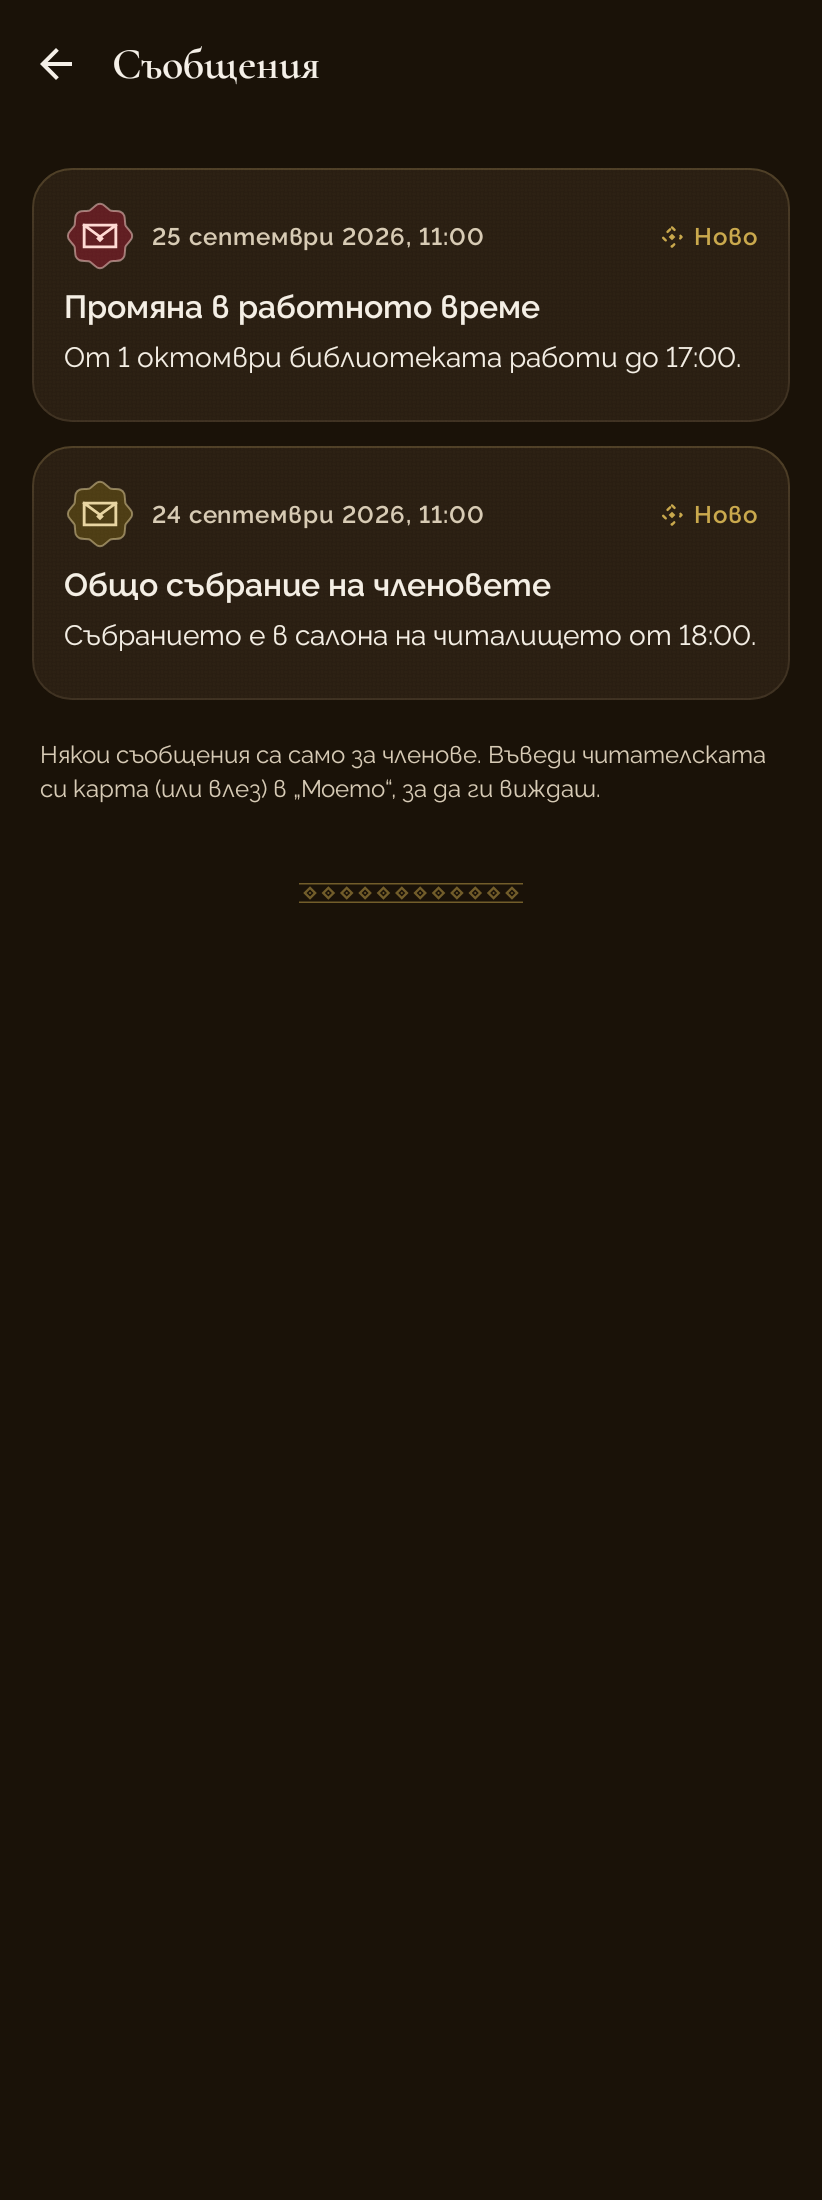 Съобщения
25 септември 2026, 11:00
Ново
Промяна в работното време
От 1 октомври библиотеката работи до 17:00.
24 септември 2026, 11:00
Ново
Общо събрание на членовете
Събранието е в салона на читалището от 18:00.
Някои съобщения са само за членове. Въведи читателската
си карта (или влез) в „Моето“, за да ги виждаш.